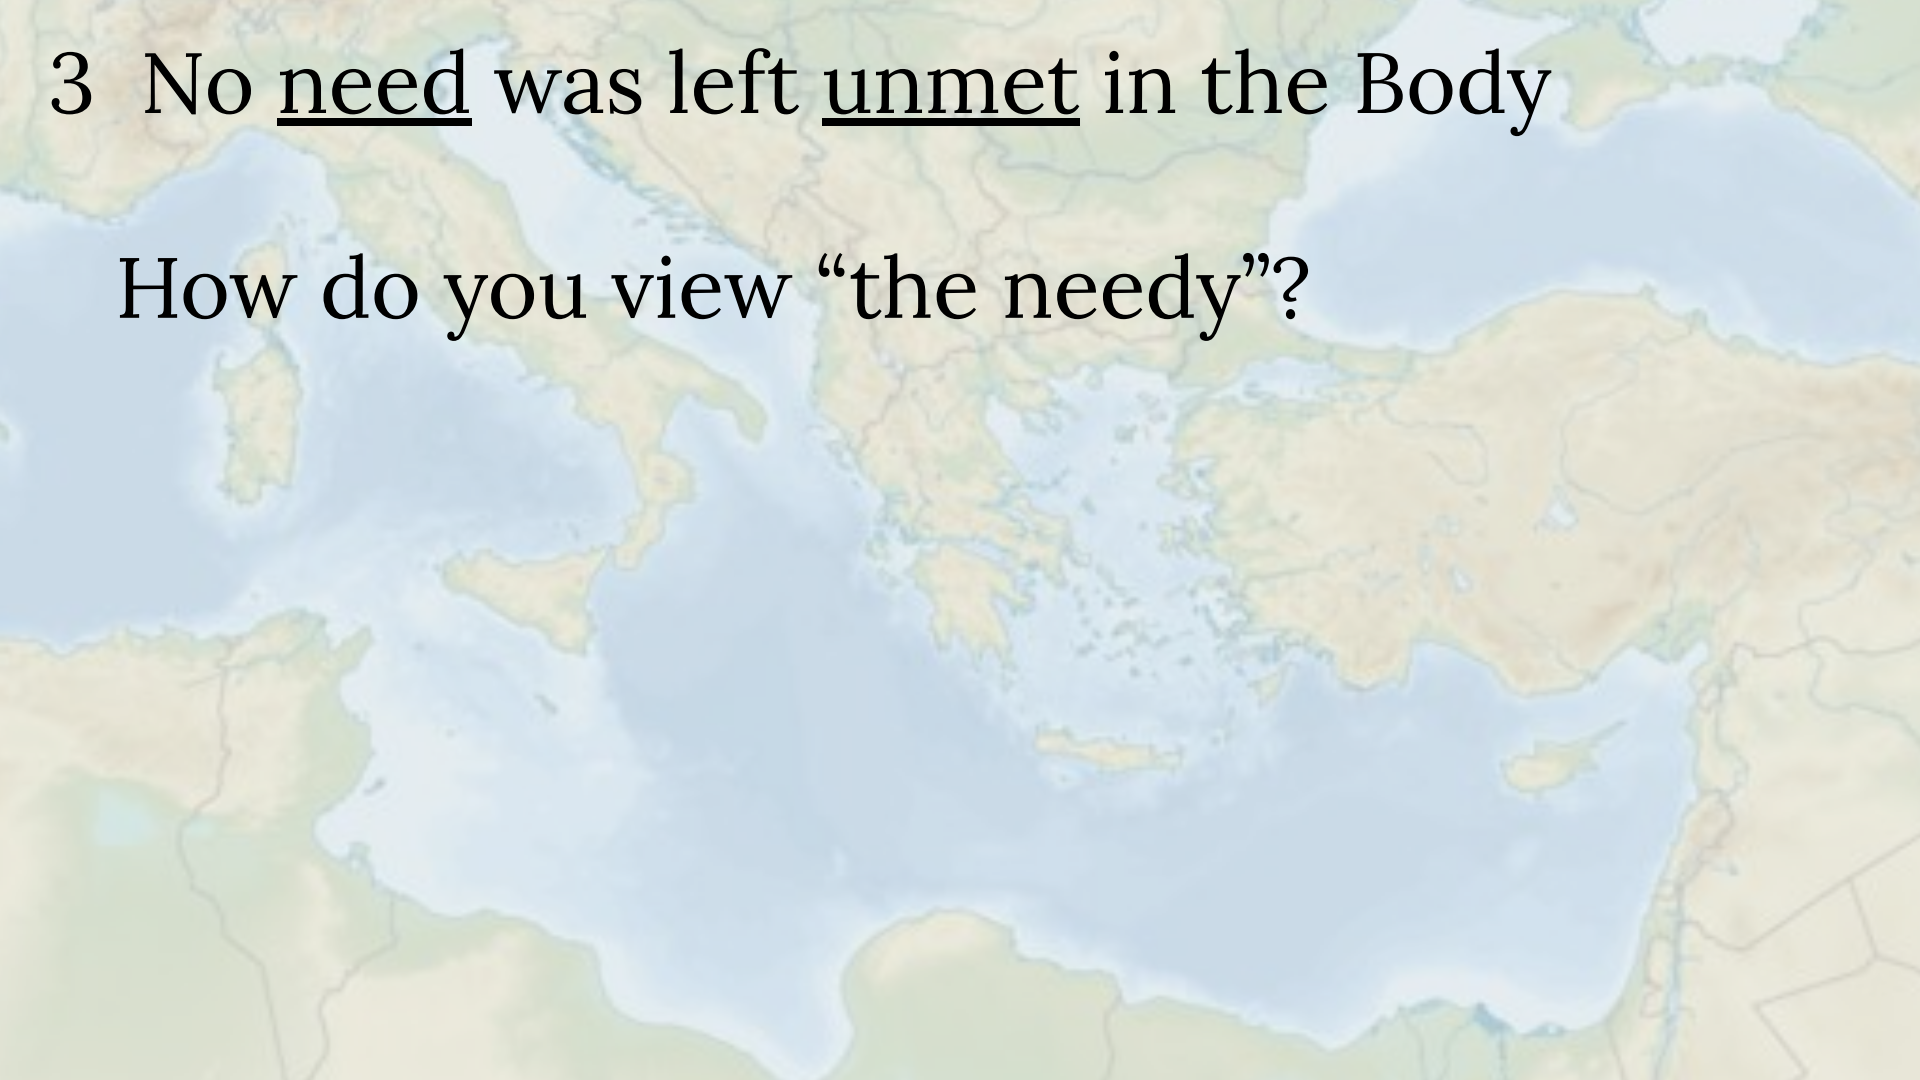 3 No need was left unmet in the Body
How do you view “the needy”?